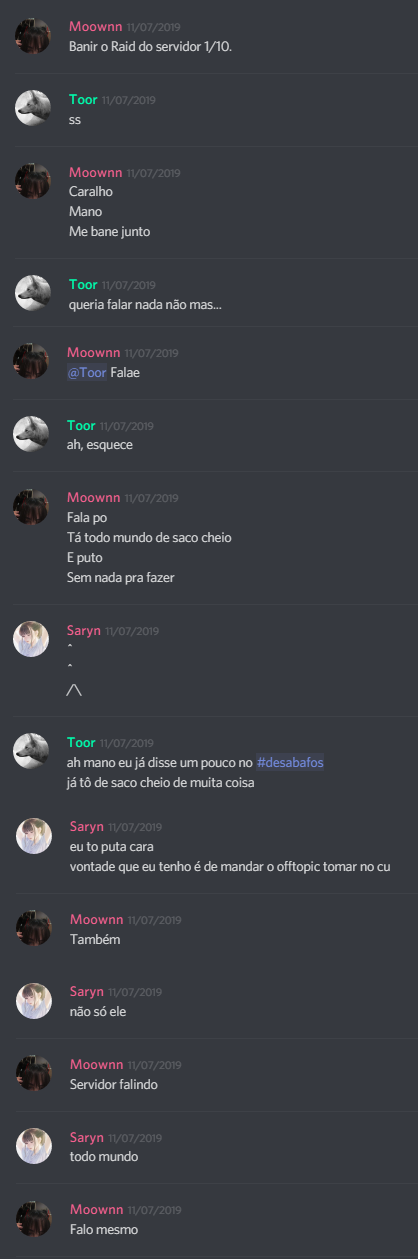 Moownn 11/07/2019
Banir o Raid do servidor 1/10.
Toor 11/07/2019
ss
Moownn 11/07/2019
Caralho
Mano
Me bane junto
Toor 11/07/2019
queria falar nada não mas...
Moownn 11/07/2019
@Toor Falae
Toor 11/07/2019
ah, esquece
Moownn 11/07/2019
Fala po
Tá todo mundo de saco cheio
E puto
Sem nada pra fazer
Saryn 11/07/2019
^
^
/\
Toor 11/07/2019
ah mano eu já disse um pouco no #desabafos
já tô de saco cheio de muita coisa
Saryn 11/07/2019
eu to puta cara
vontade que eu tenho é de mandar o offtopic tomar no cu
Moownn 11/07/2019
Também
Saryn 11/07/2019
não só ele
Moownn 11/07/2019
Servidor falindo
Saryn 11/07/2019
todo mundo
Moownn 11/07/2019
Falo mesmo